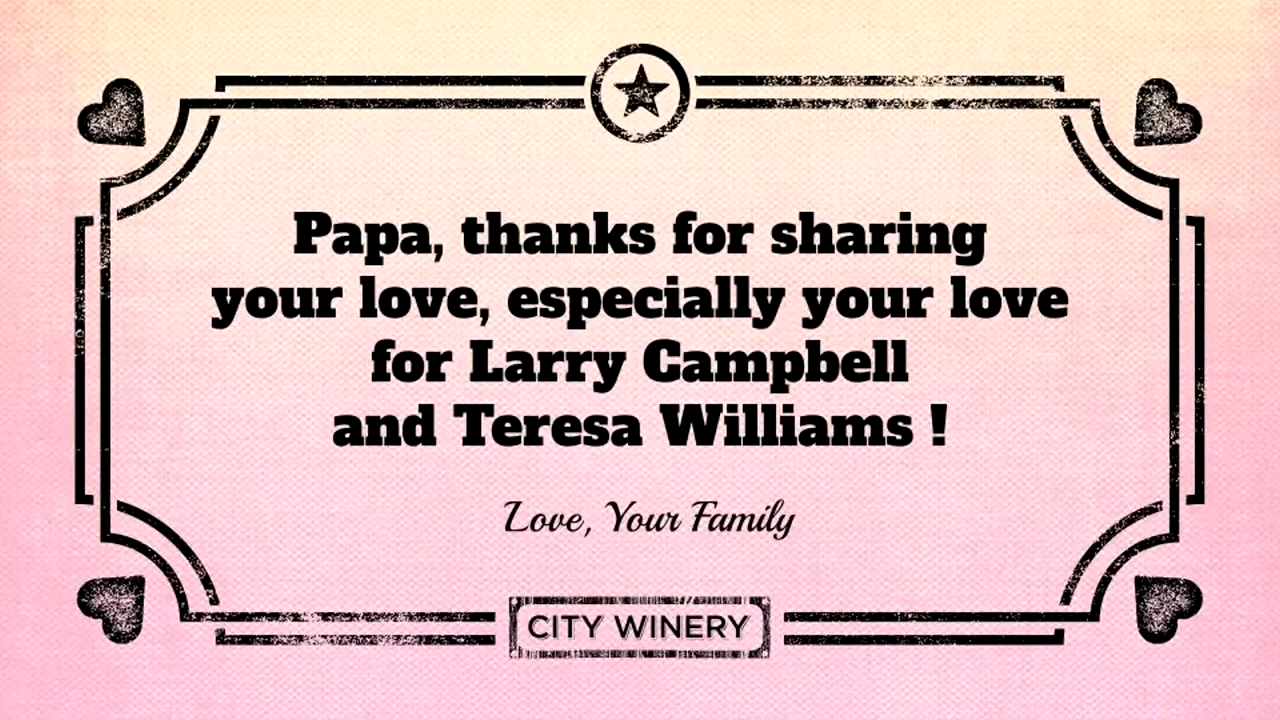 Papa, thanks for sharing
your love, especially your love
for Larry Campbell
and Teresa Williams !
Love, Your Family
CITY WINERY